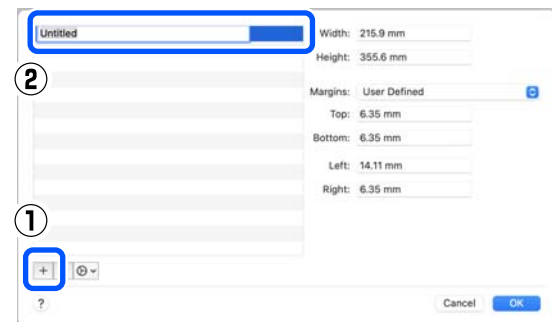 Untitled
Width: 215.9 mm
Height: 355.6 mm
②
Margins: User Defined
Top: 6.35 mm
Bottom: 6.35 mm
Left: 14.11 mm
Right: 6.35 mm
①
+
?
Cancel OK